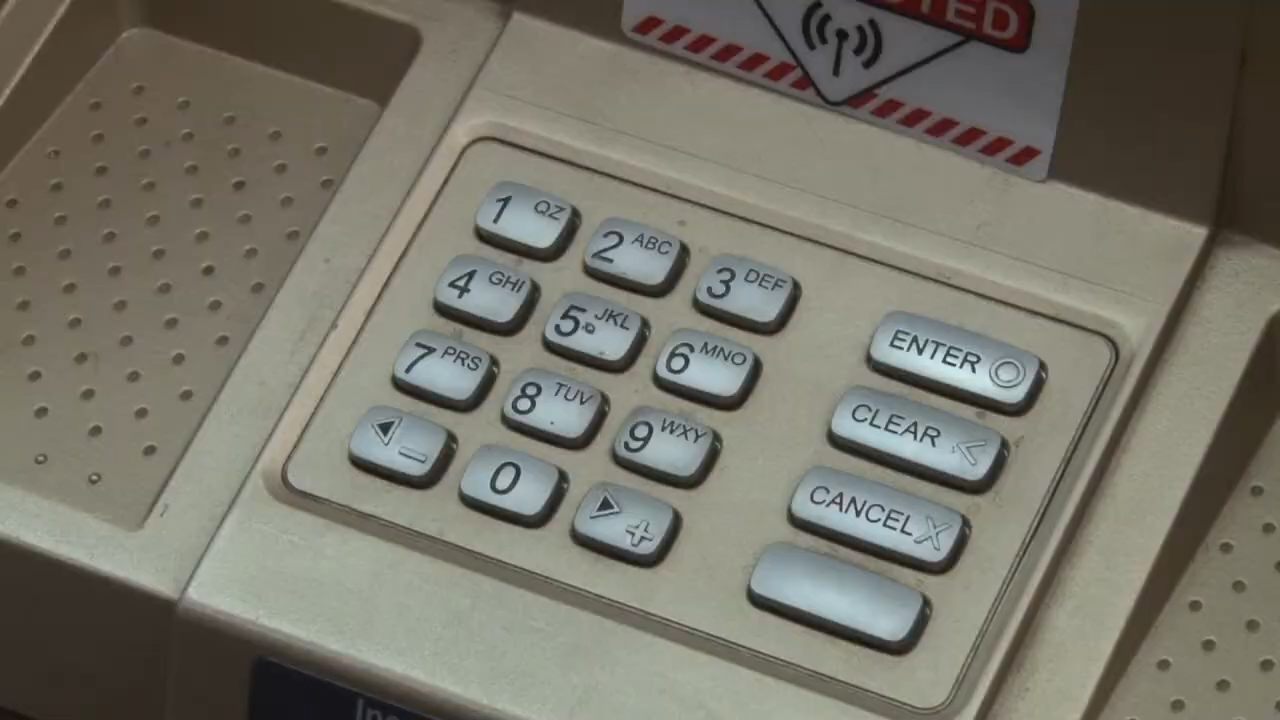 1 QZ
2 ABC
3 DEF
4 GHI
5 JKL
6 MNO
7 PRS
8 TUV
9 WXY
-
0
+
ENTER
CLEAR <
CANCEL X